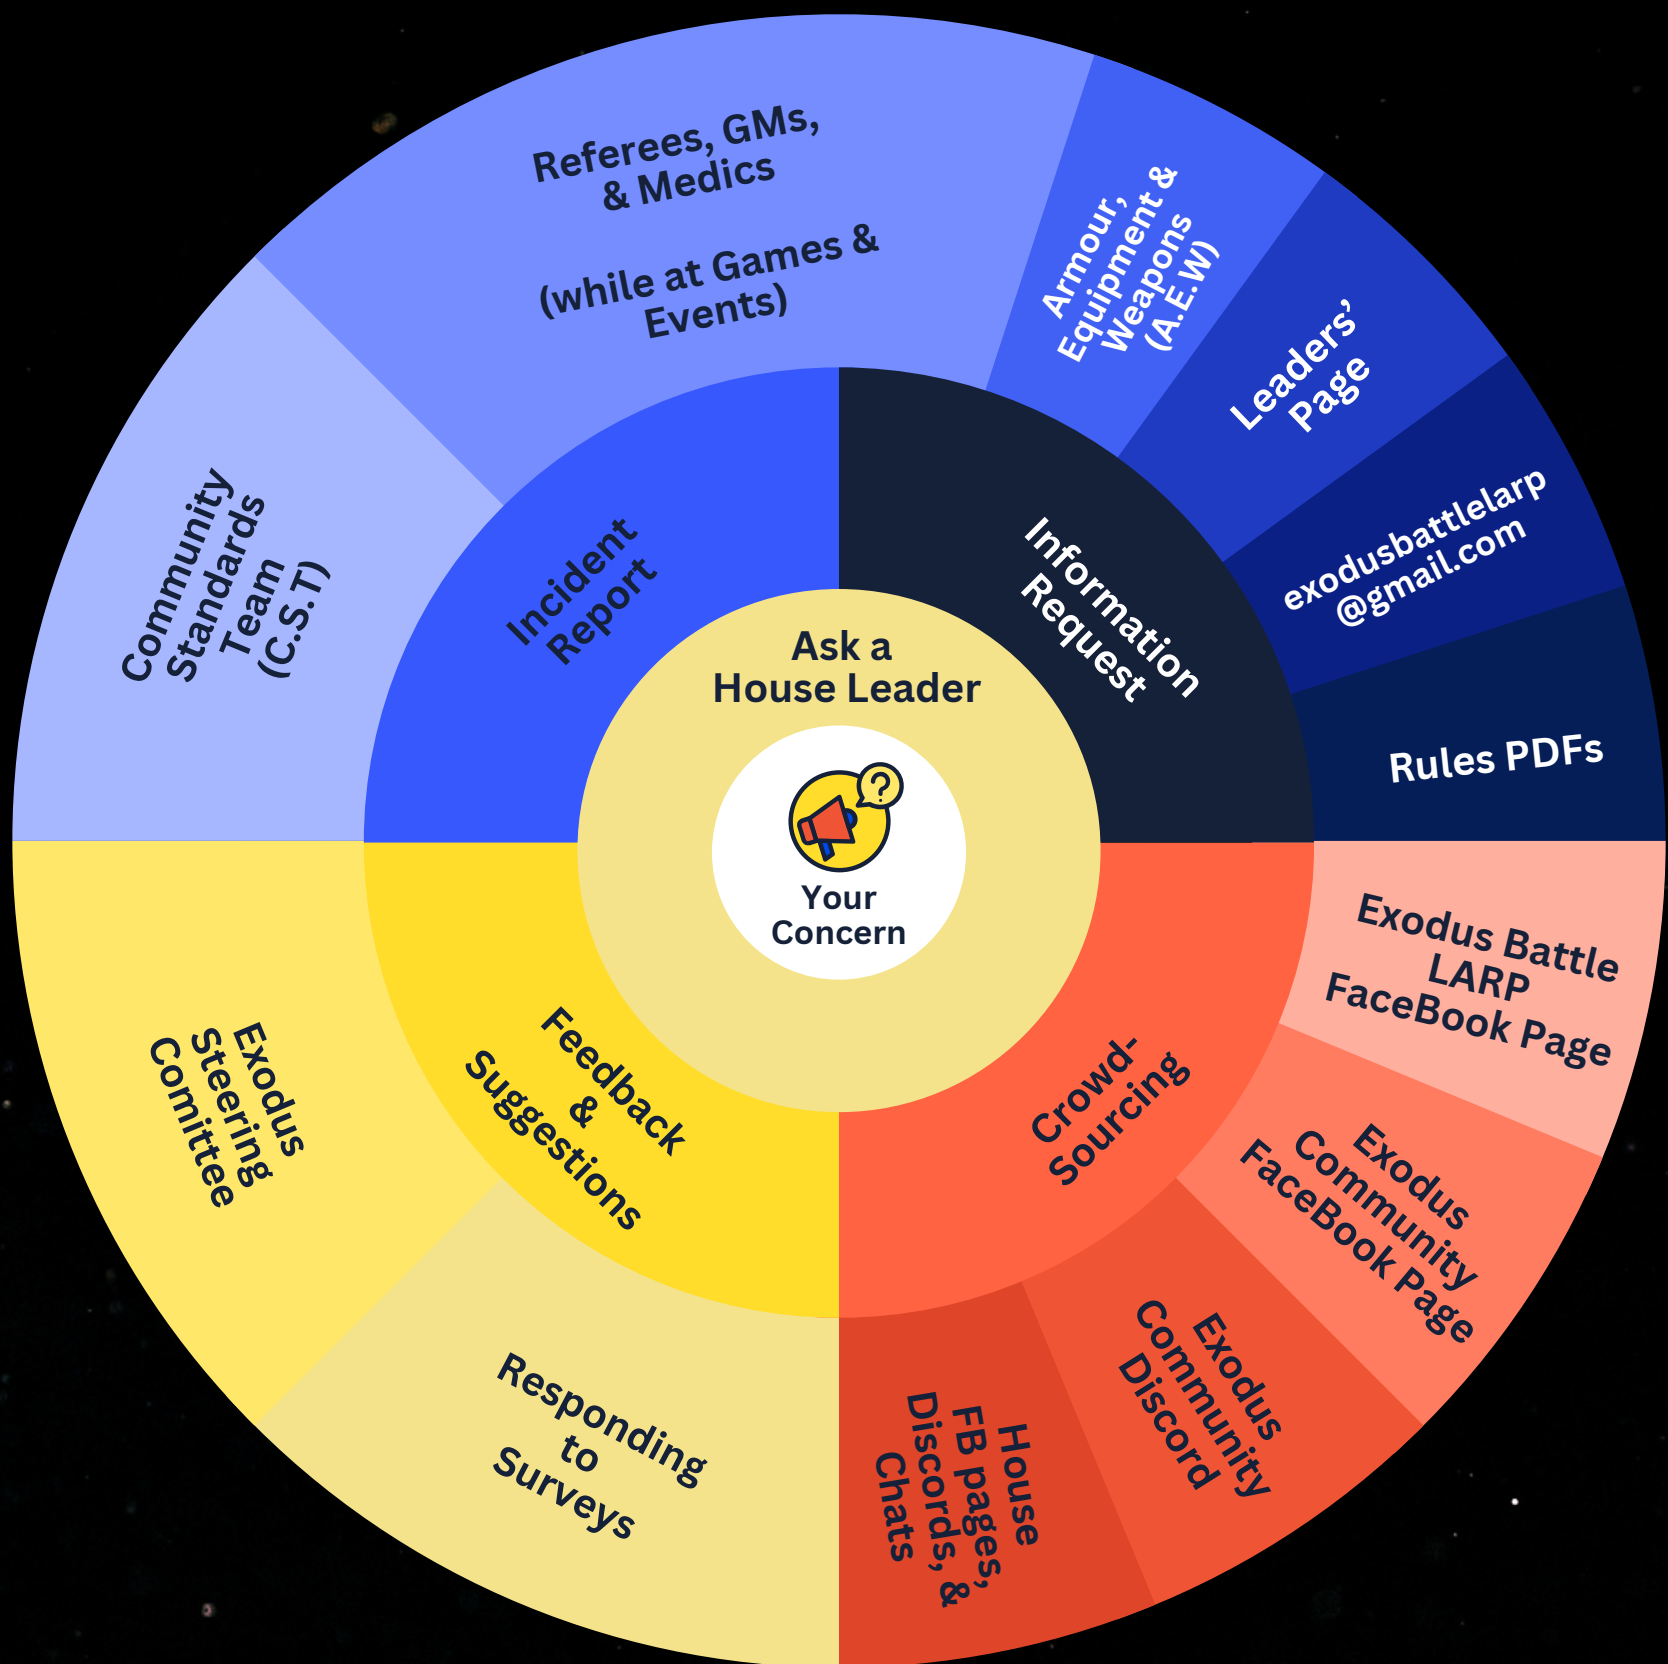 Referees, GMs,
& Medics
(while at Games &
Events)
Armour,
Equipment &
Weapons
(A.E.W)
Leaders’
Page
exodusbattlelarp
@gmail.com
Rules PDFs
Community
Standards
Team
(C.S.T)
Incident
Report
Information
Request
Ask a
House Leader
?
Your
Concern
Feedback
&
Suggestions
Crowd-
Sourcing
Exodus Battle
LARP
FaceBook Page
Exodus
Community
FaceBook Page
Exodus
Community
Discord
House
FB pages,
Discords, &
Chats
Responding
to
Surveys
Exodus
Steering
Comittee